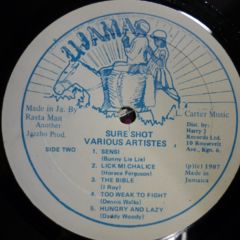 UJAMAA
Made in Ja. By
Rasta Man
Another
Jazzbo Prod.
L. Carter Music
Dist. by:
Harry J
Records Ltd.
10 Roosevelt
Ave., Kgn. 6.
SURE SHOT
VARIOUS ARTISTES
SIDE TWO
1. SENSI
(Bunny Lie Lie)
2. LICK MI CHALICE
(Horace Ferguson)
3. THE BIBLE
(I Roy)
4. TOO WEAK TO FIGHT
(Dennis Walks)
5. HUNGRY AND LAZY
(Daddy Woody)
(p)(c) 1987
Made in
Jamaica